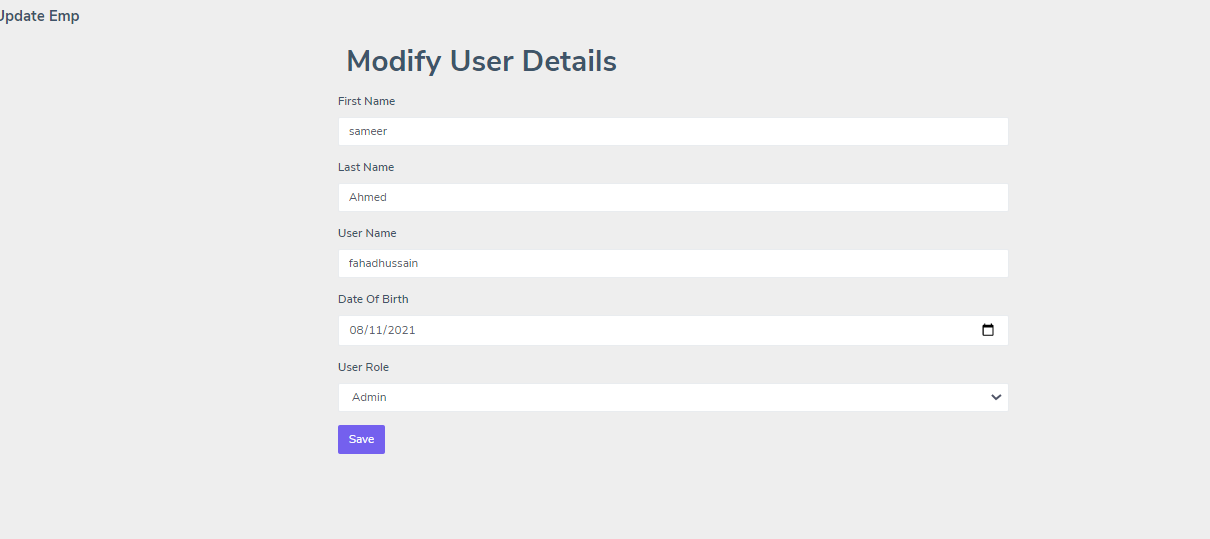 Update Emp
Modify User Details
First Name
sameer
Last Name
Ahmed
User Name
fahadhussain
Date Of Birth
08/11/2021
User Role
Admin
Save